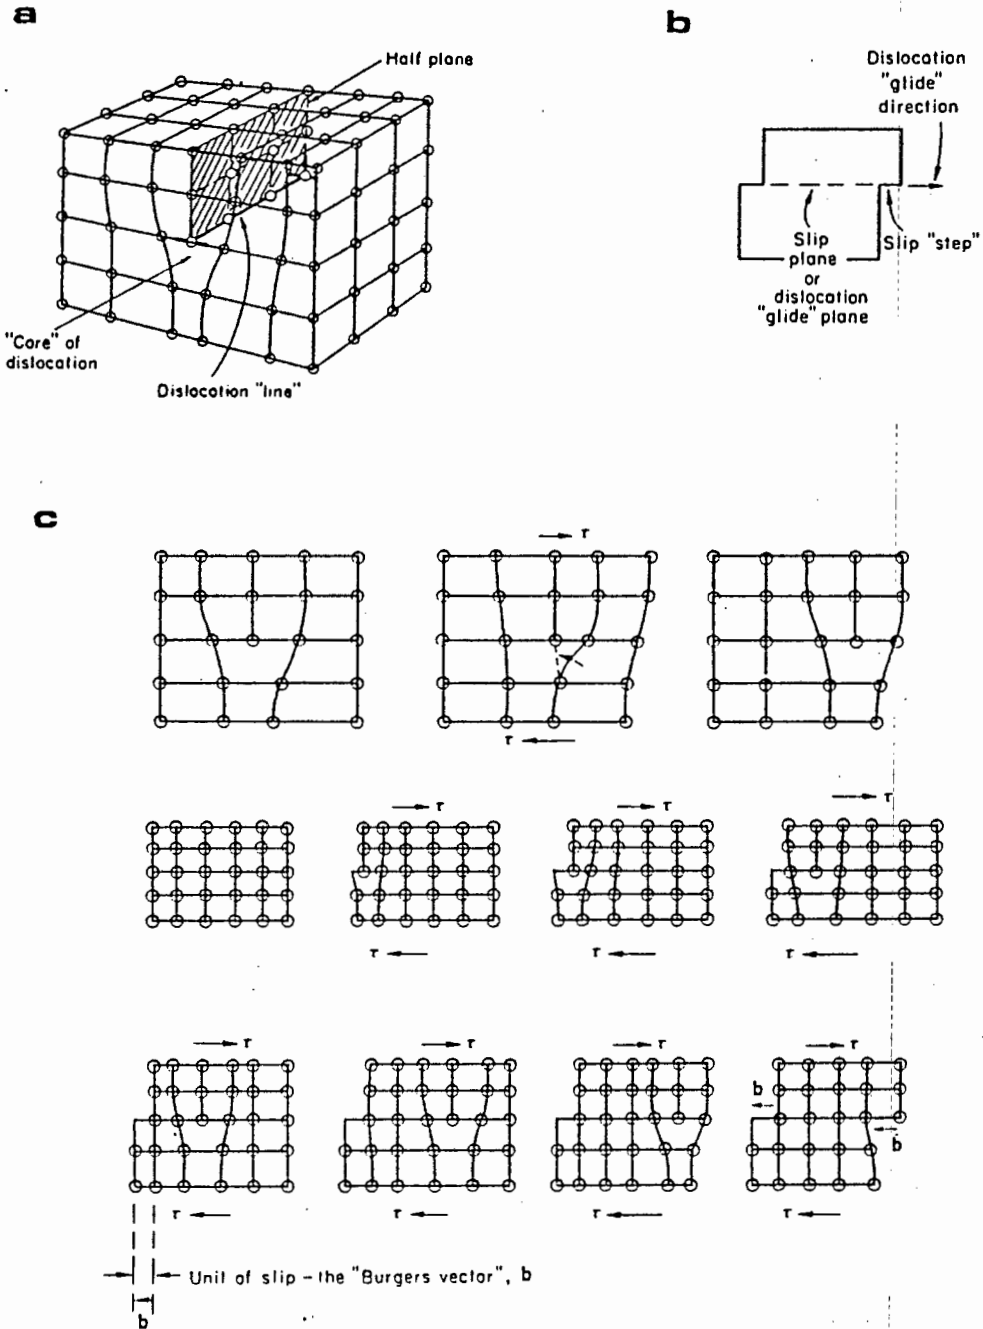 a
Half plane
"Core" of
dislocation
Dislocation "line"
b
Dislocation
"glide"
direction
Slip
plane
or
dislocation
"glide" plane
Slip "step"
c
τ
τ
τ
τ
τ
τ
τ
τ
τ
τ
τ
τ
b
b
τ
τ
τ
τ
Unit of slip – the "Burgers vector", b
b